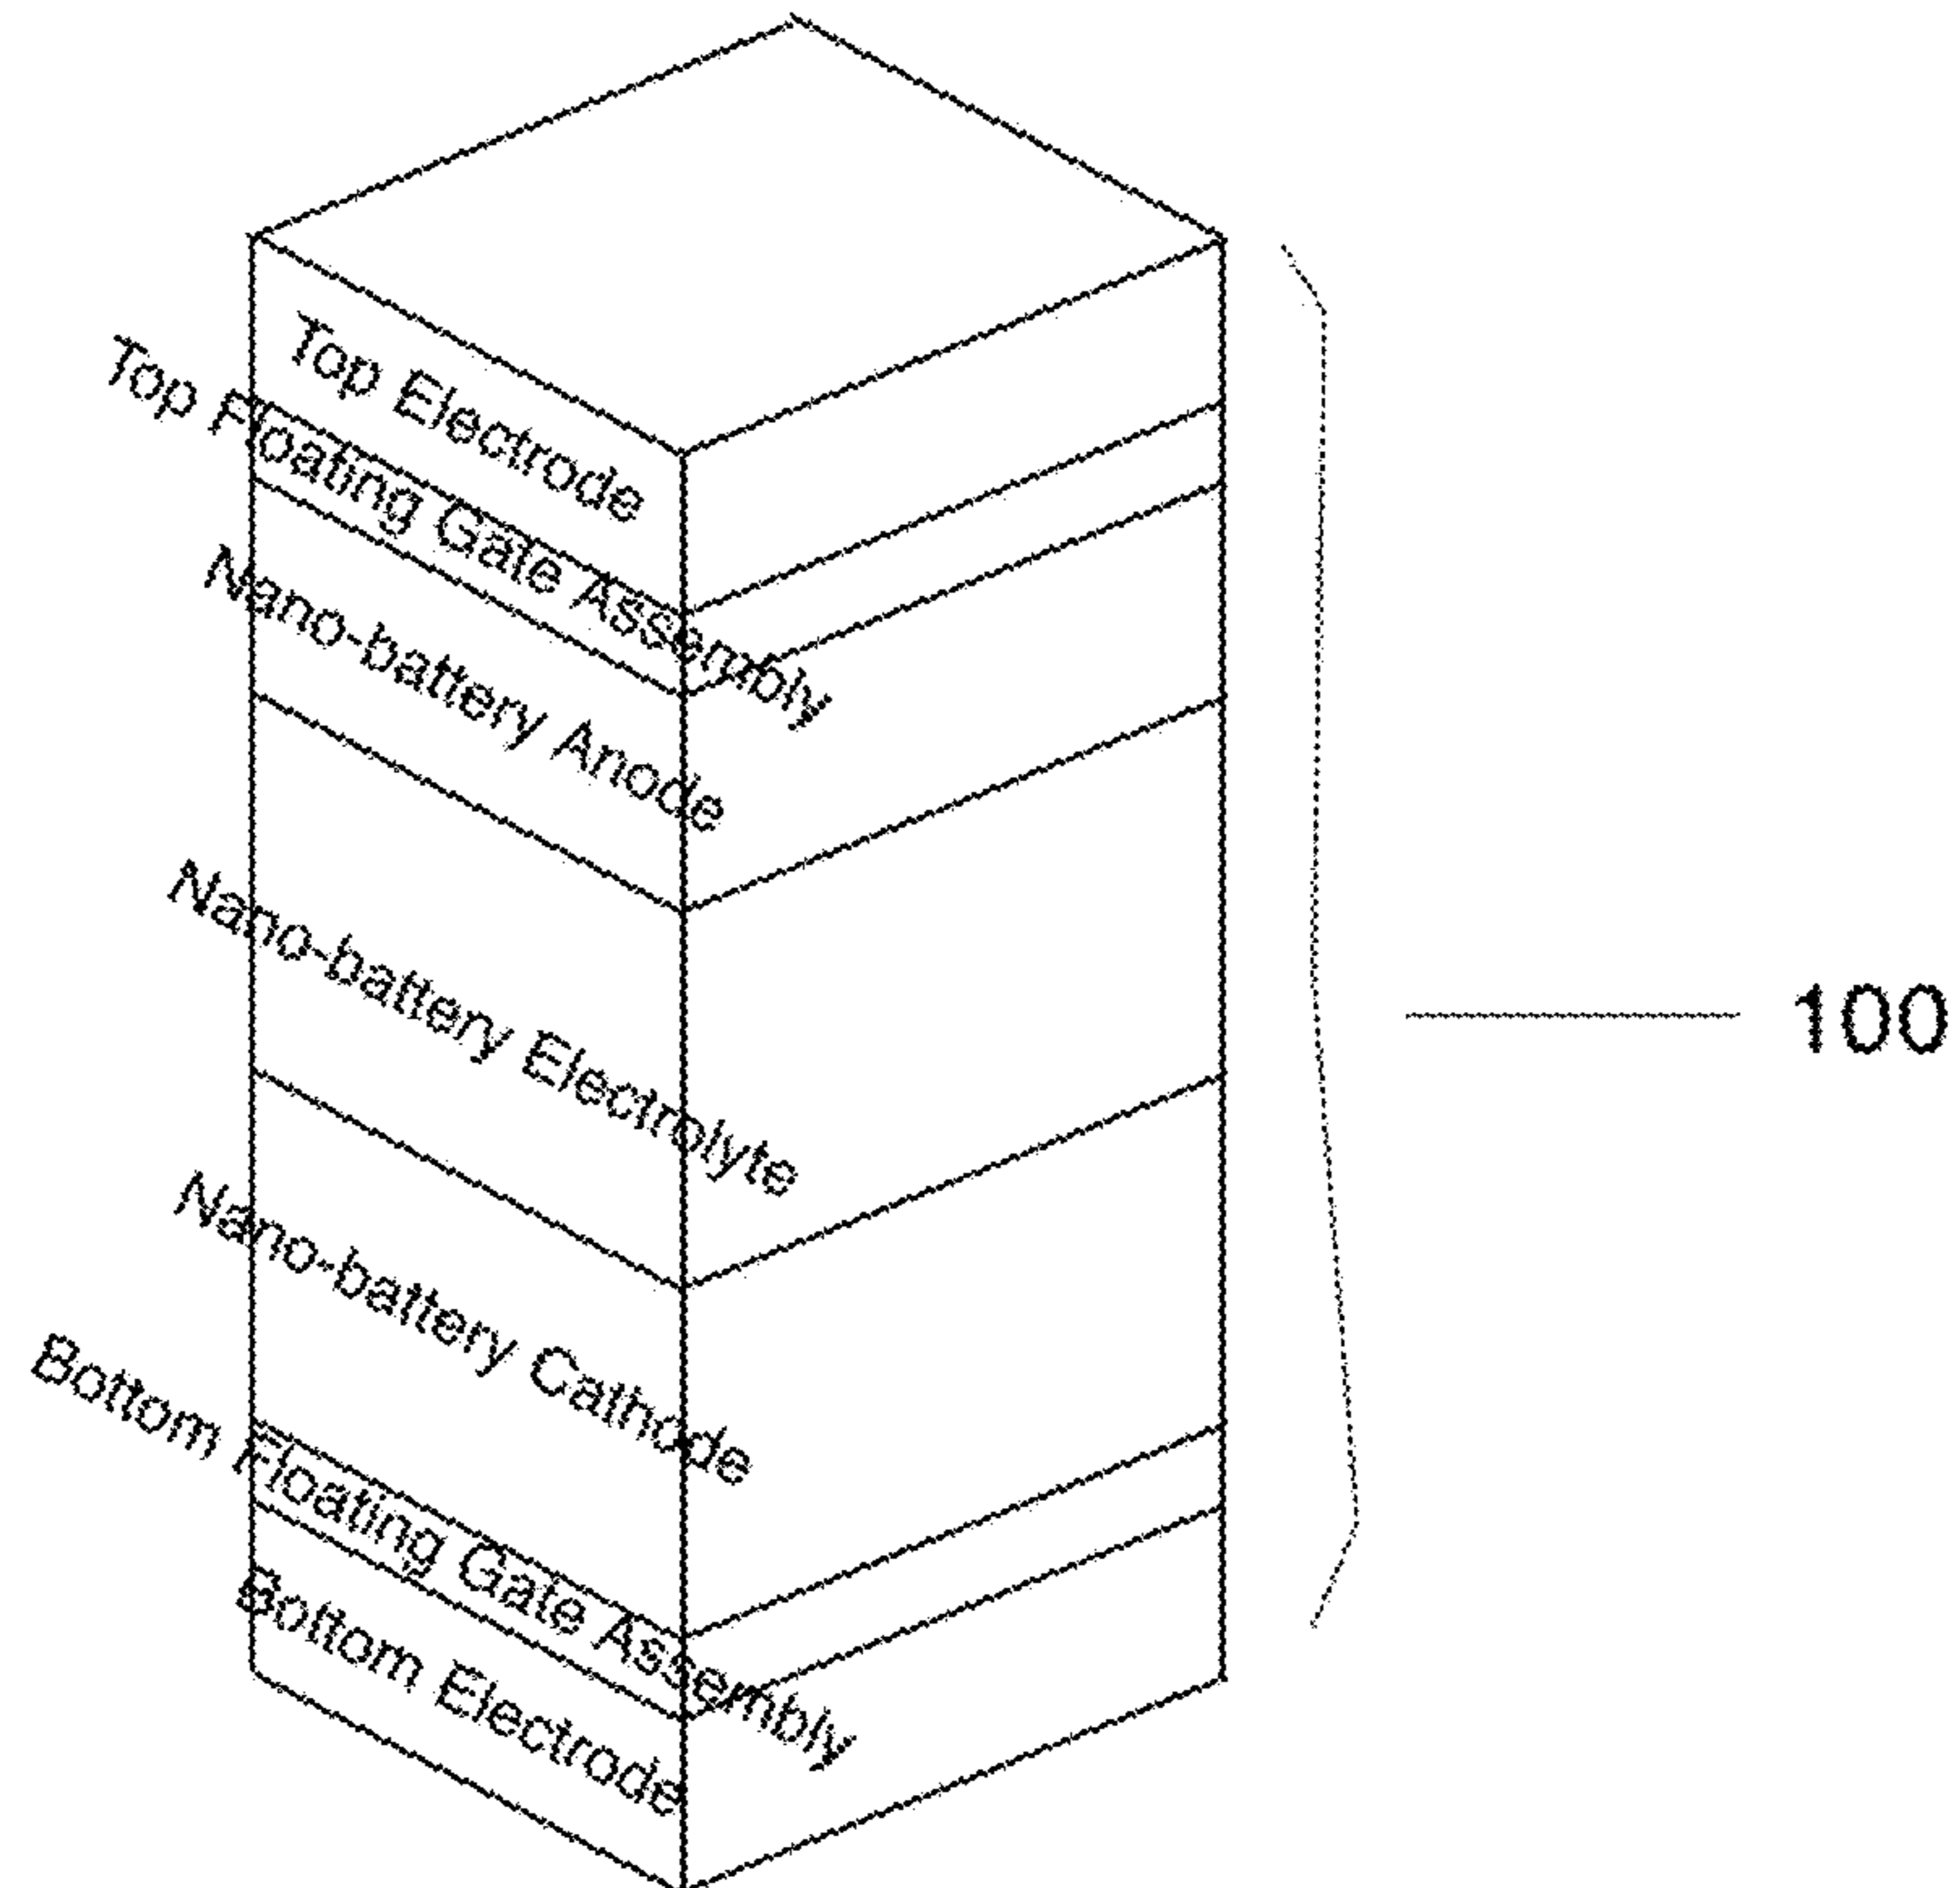 Top Electrode
Top Floating Gate Assembly
Nano-battery Anode
Nano-battery Electrolyte
100
Nano-battery Cathode
Bottom Floating Gate Assembly
Bottom Electrode